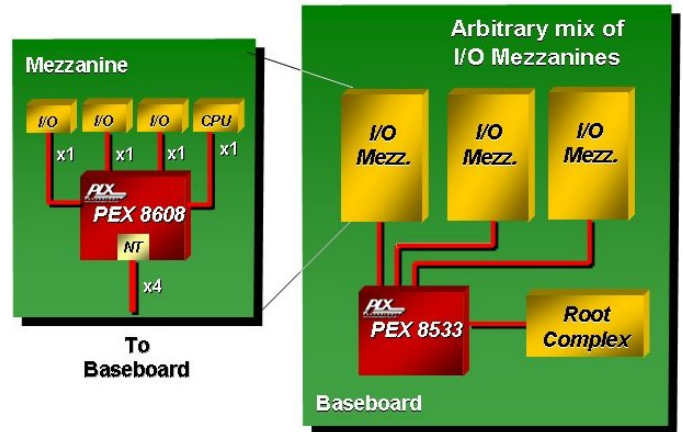 Mezzanine
I/O
I/O
I/O
CPU
x1
x1
x1
x1
PLX
PEX 8608
NT
x4
To
Baseboard
Arbitrary mix of
I/O Mezzanines
I/O
Mezz.
I/O
Mezz.
I/O
Mezz.
PLX
PEX 8533
Root
Complex
Baseboard